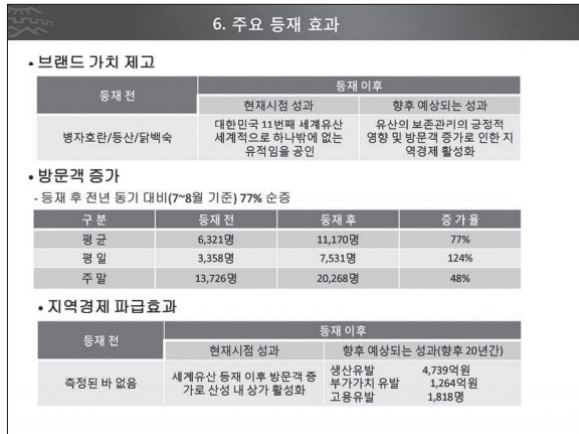 6. 주요 등재 효과
• 브랜드 가치 제고
등재 전
등재 이후
현재시점 성과
향후 예상되는 성과
병자호란/등산/닭백숙
대한민국 11번째 세계유산
세계적으로 하나밖에 없는
유적임을 공인
유산의 보존관리의 긍정적
영향 및 방문객 증가로 인한 지
역경제 활성화
• 방문객 증가
- 등재 후 전년 동기 대비(7~8월 기준) 77% 순증
구 분 등재 전 등재 후 증 가 율
평 균 6,321명 11,170명 77%
평 일 3,358명 7,531명 124%
주 말 13,726명 20,268명 48%
• 지역경제 파급효과
등재 전
등재 이후
현재시점 성과
향후 예상되는 성과(향후 20년간)
측정된 바 없음
세계유산 등재 이후 방문객 증
가로 산성 내 상가 활성화
생산유발 4,739억원
부가가치 유발 1,264억원
고용유발 1,818명